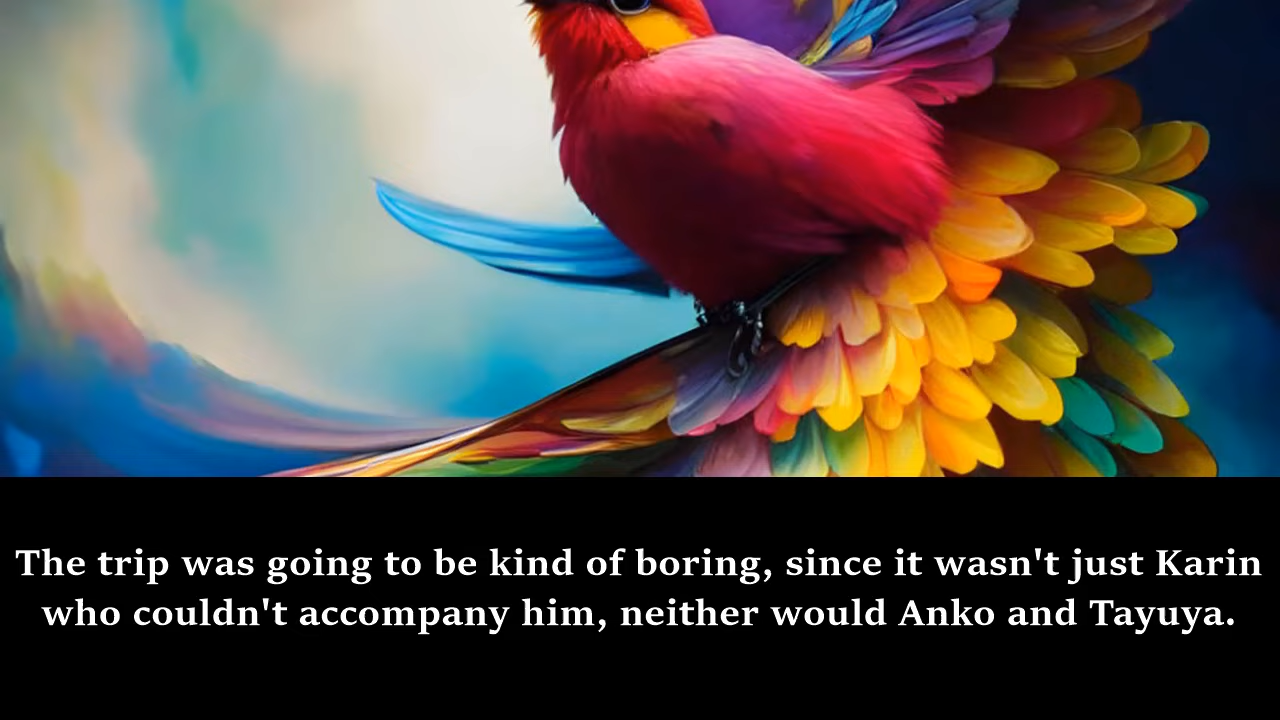 The trip was going to be kind of boring, since it wasn't just Karin
who couldn't accompany him, neither would Anko and Tayuya.